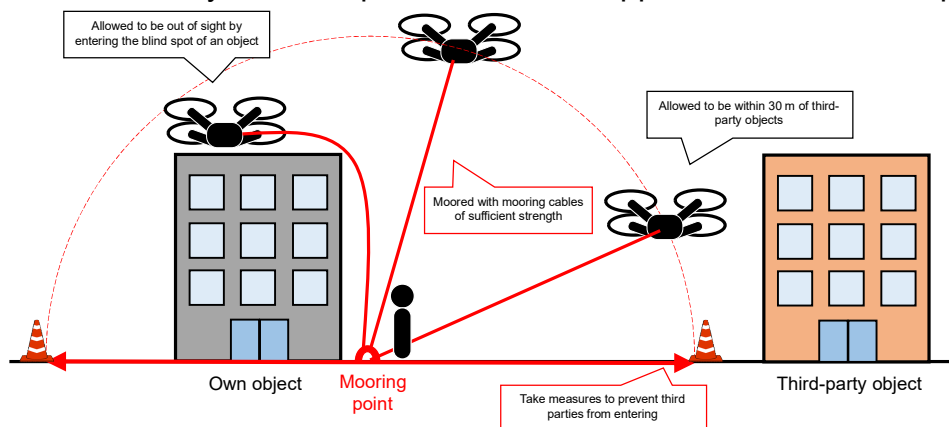 Allowed to be out of sight by
entering the blind spot of an object
Allowed to be within 30 m of third-
party objects
Moored with mooring cables
of sufficient strength
Own object
Mooring
point
Third-party object
Take measures to prevent third
parties from entering